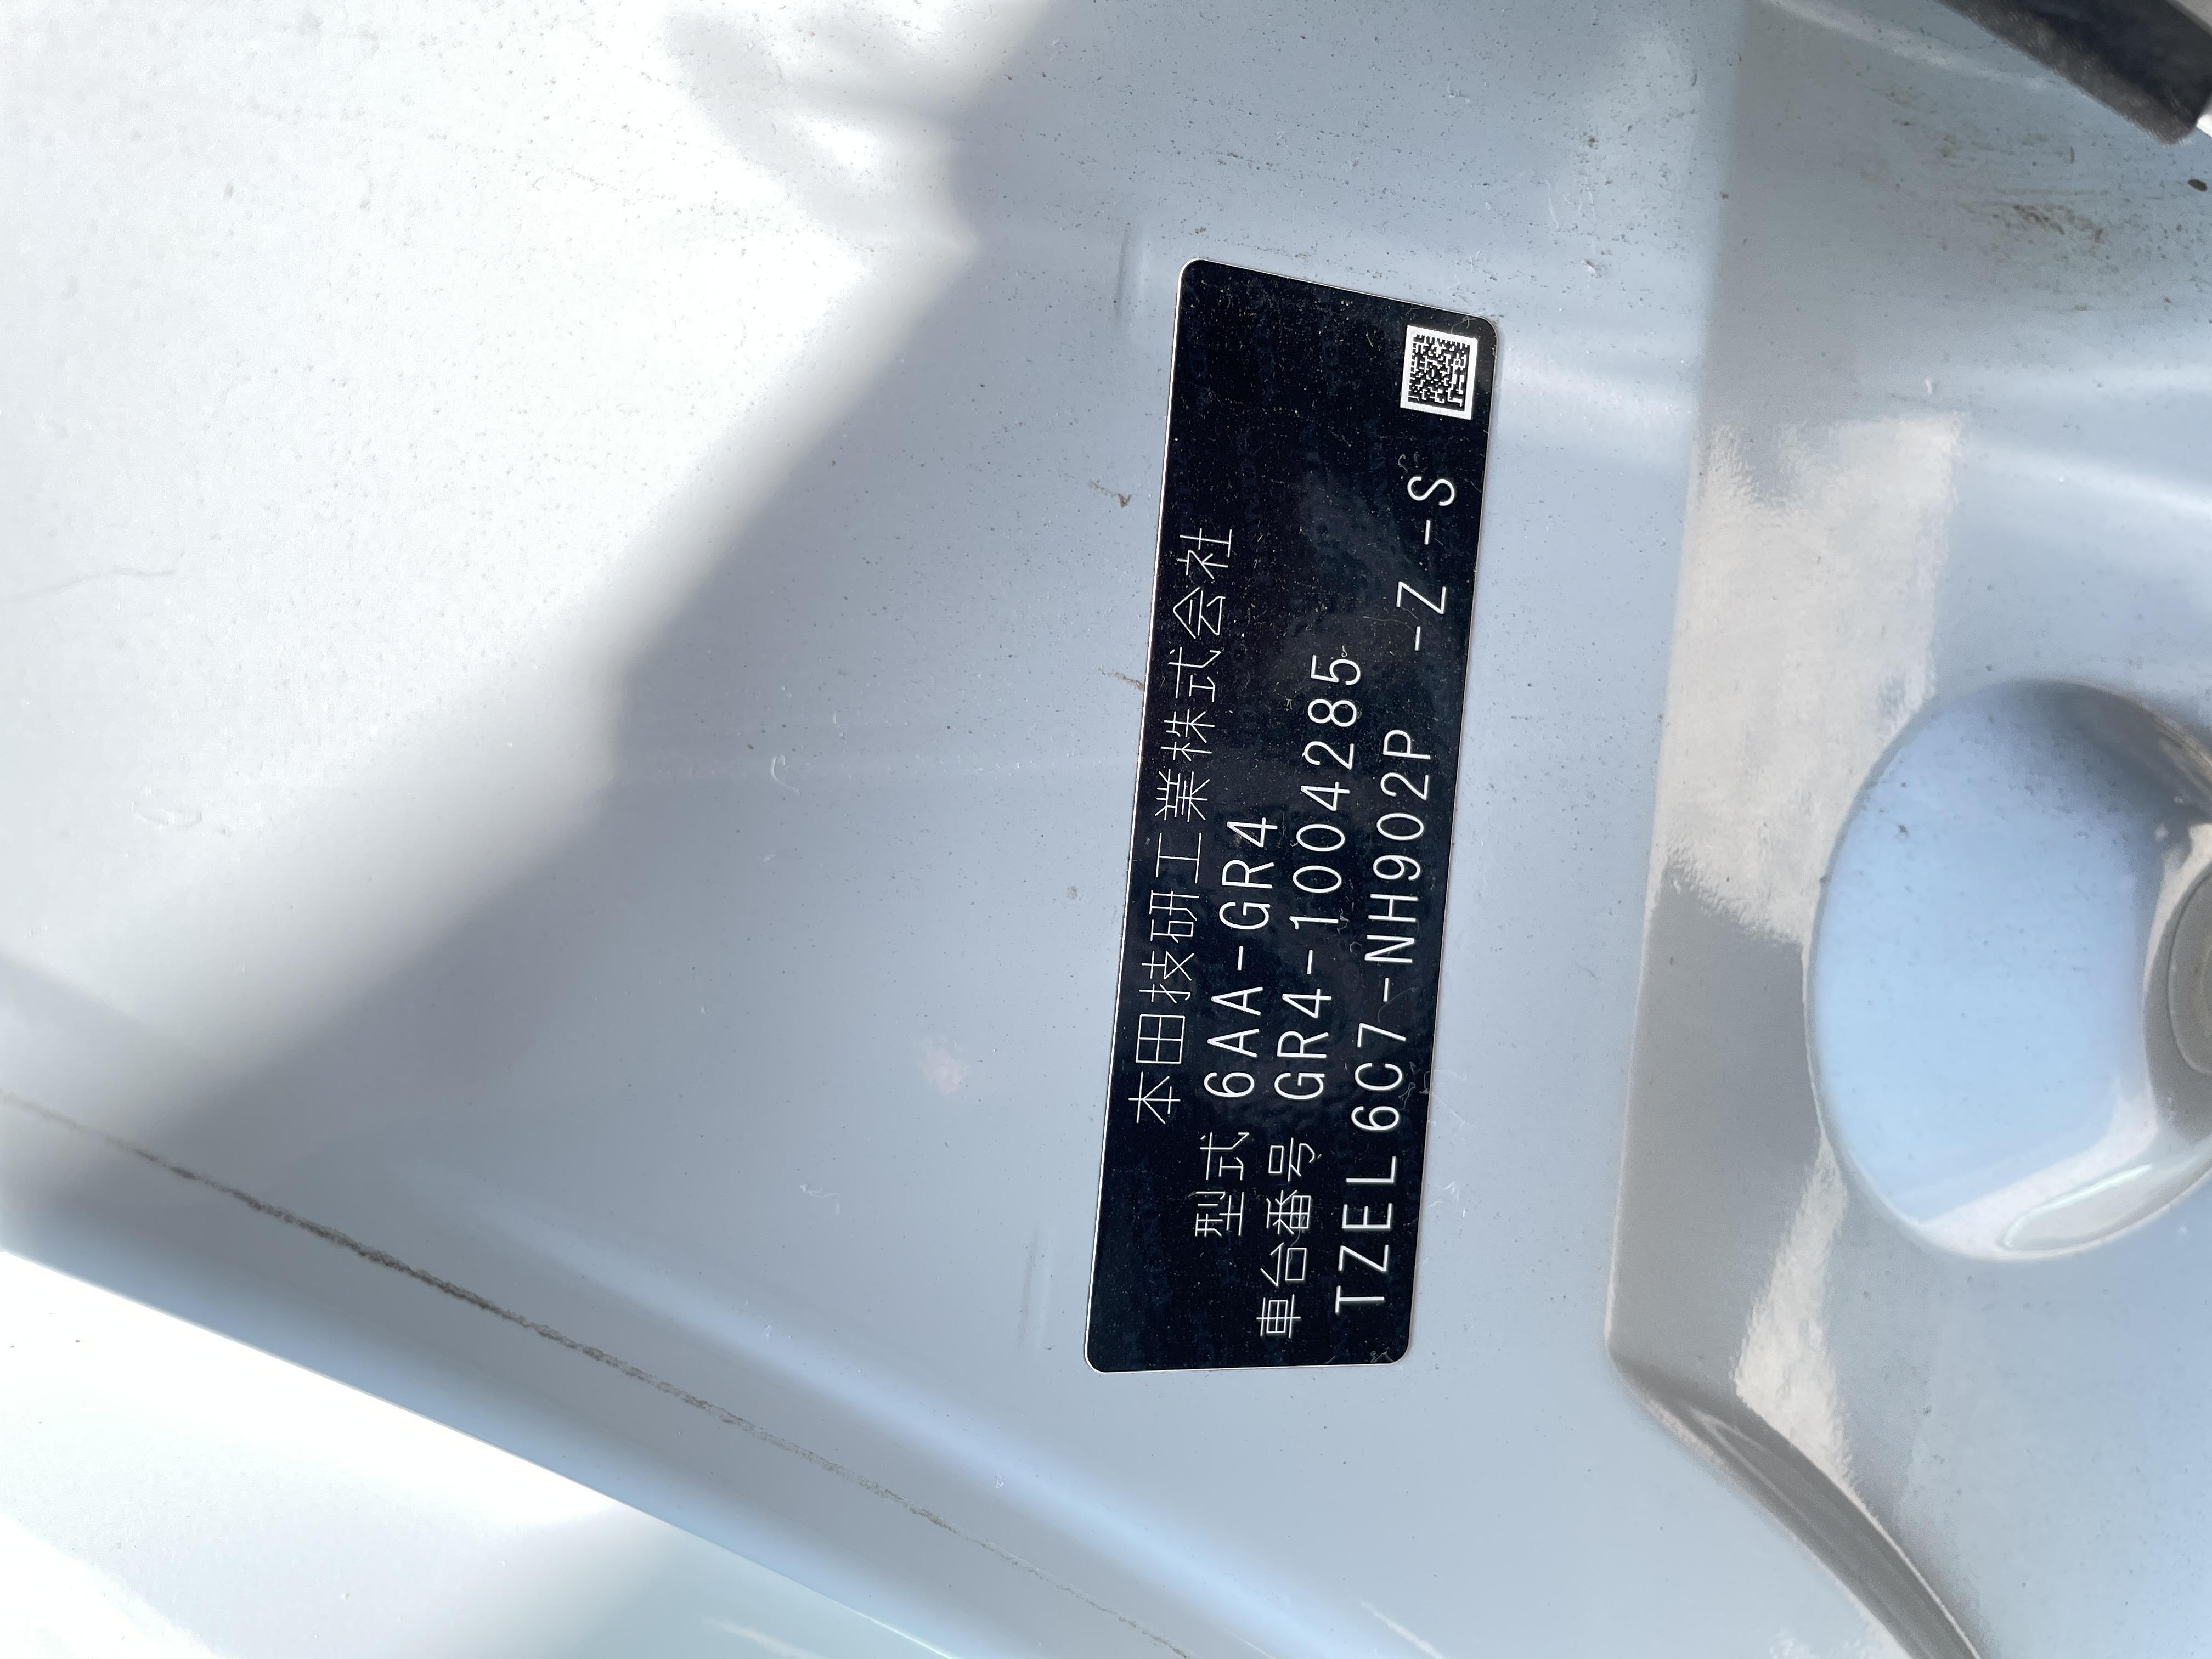 本田技研工業株式会社
型式 6AA-GR4
車台番号 GR4-1004285
TZEL6C7-NH902P -Z --S